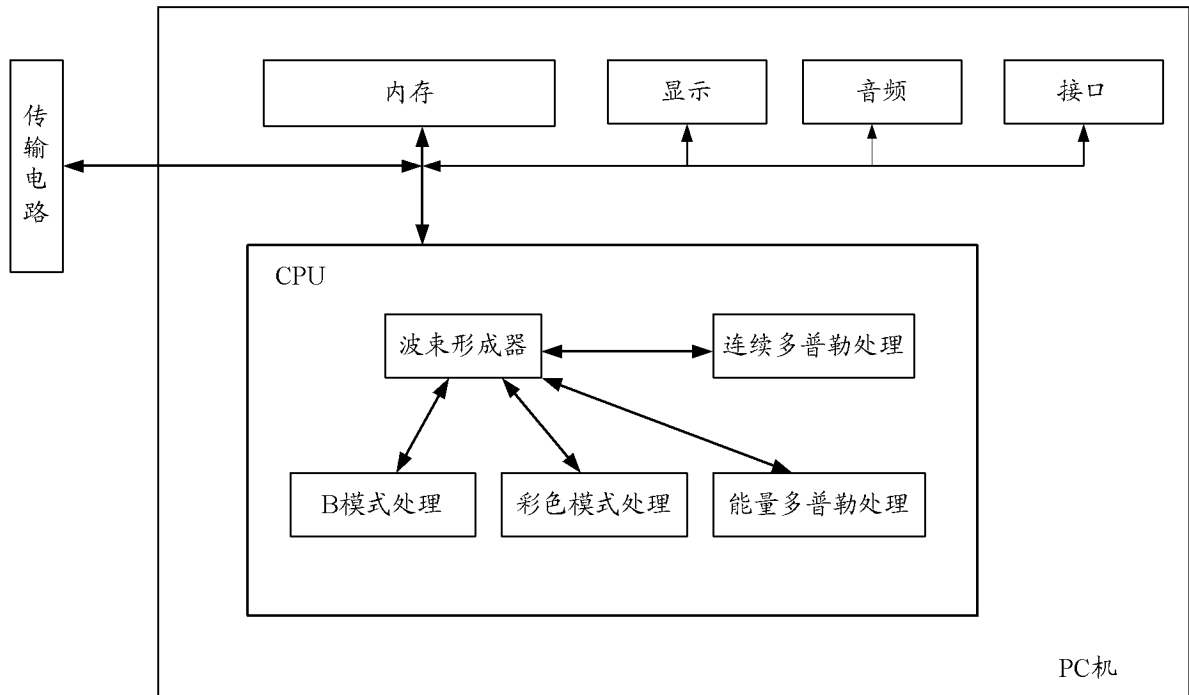 传输电路
内存
显示
音频
接口
CPU
波束形成器
连续多普勒处理
B模式处理
彩色模式处理
能量多普勒处理
PC机